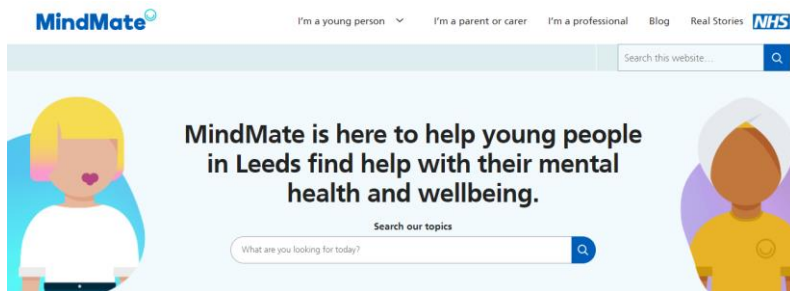 MindMate
I'm a young person
I'm a parent or carer
I'm a professional
Blog
Real Stories
NHS
Search this website...
MindMate is here to help young people
in Leeds find help with their mental
health and wellbeing.
Search our topics
What are you looking for today?